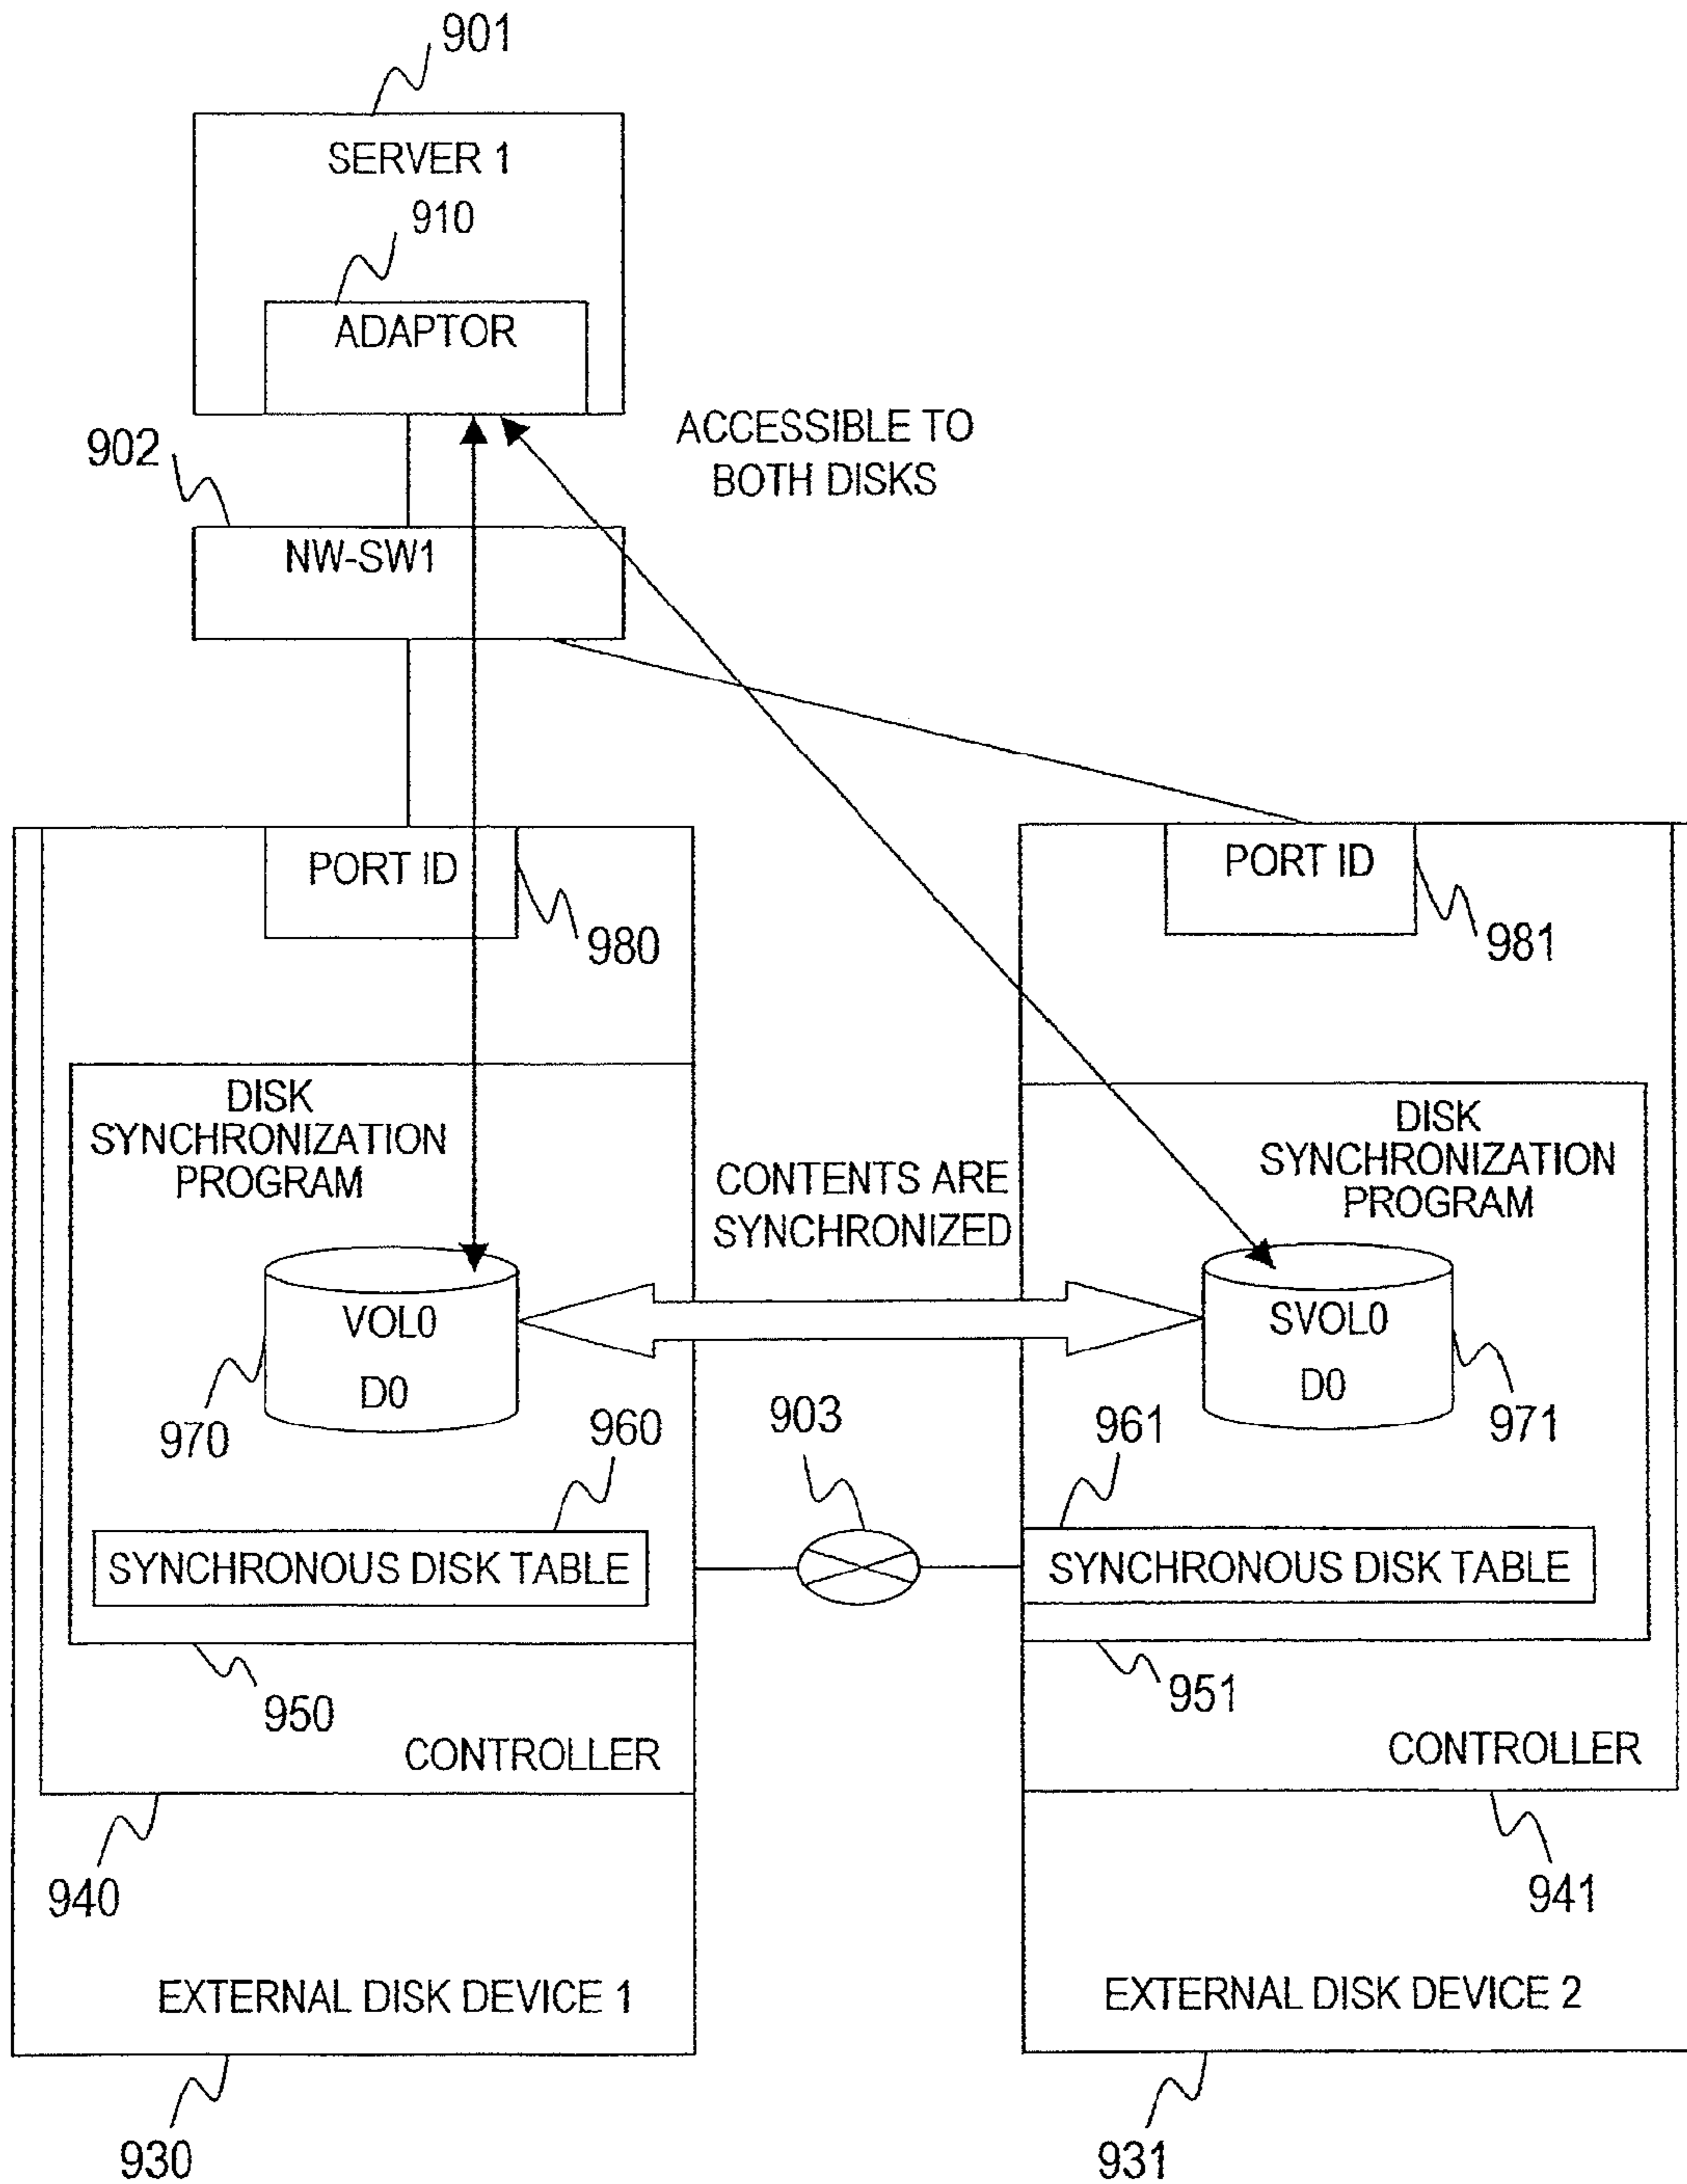 901
SERVER 1
910
ADAPTOR
ACCESSIBLE TO
BOTH DISKS
902
NW-SW1
PORT ID
980
PORT ID
981
DISK
SYNCHRONIZATION
PROGRAM
DISK
SYNCHRONIZATION
PROGRAM
CONTENTS ARE
SYNCHRONIZED
VOL0
D0
970
SVOL0
D0
971
960
903
961
SYNCHRONOUS DISK TABLE
SYNCHRONOUS DISK TABLE
950
951
CONTROLLER
CONTROLLER
940
941
EXTERNAL DISK DEVICE 1
EXTERNAL DISK DEVICE 2
930
931